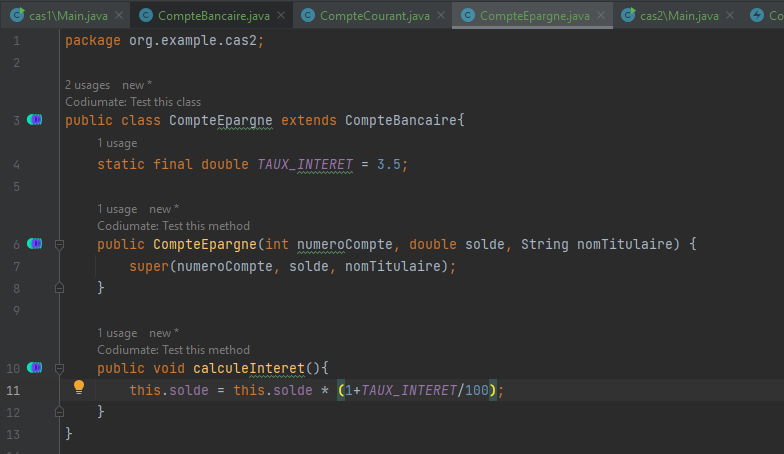 cas1\Main.java × CompteBancaire.java × CompteCourant.java × CompteEpargne.java × cas2\Main.java × Co
1 package org.example.cas2;
2
2 usages new *
Codiumate: Test this class
3 public class CompteEpargne extends CompteBancaire{
1 usage
4 static final double TAUX_INTERET = 3.5;
5
1 usage new *
Codiumate: Test this method
6 public CompteEpargne(int numeroCompte, double solde, String nomTitulaire) {
7 super(numeroCompte, solde, nomTitulaire);
8 }
9
1 usage new *
Codiumate: Test this method
10 public void calculeInteret(){
11 this.solde = this.solde * (1+TAUX_INTERET/100);
12 }
13 }